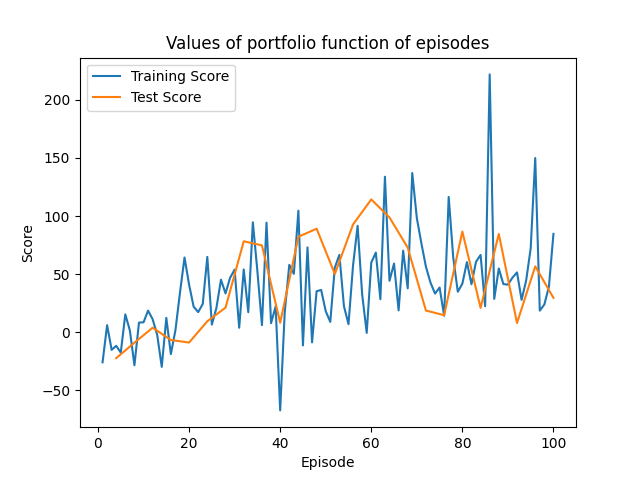 Values of portfolio function of episodes
Training Score
Test Score
200
150
100
50
0
−50
Score
0 20 40 60 80 100
Episode